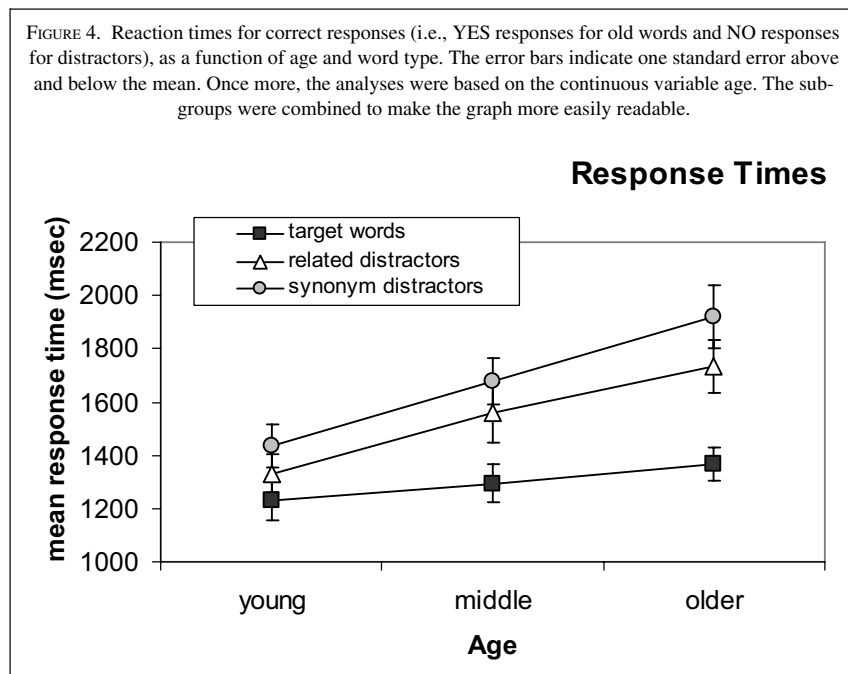 FIGURE 4. Reaction times for correct responses (i.e., YES responses for old words and NO responses
for distractors), as a function of age and word type. The error bars indicate one standard error above
and below the mean. Once more, the analyses were based on the continuous variable age. The sub-
groups were combined to make the graph more easily readable.
Response Times
mean response time (msec)
2200
2000
1800
1600
1400
1200
1000
target words
related distractors
synonym distractors
young middle older
Age